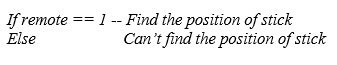 If remote == 1 -- Find the position of stick
Else Can't find the position of stick